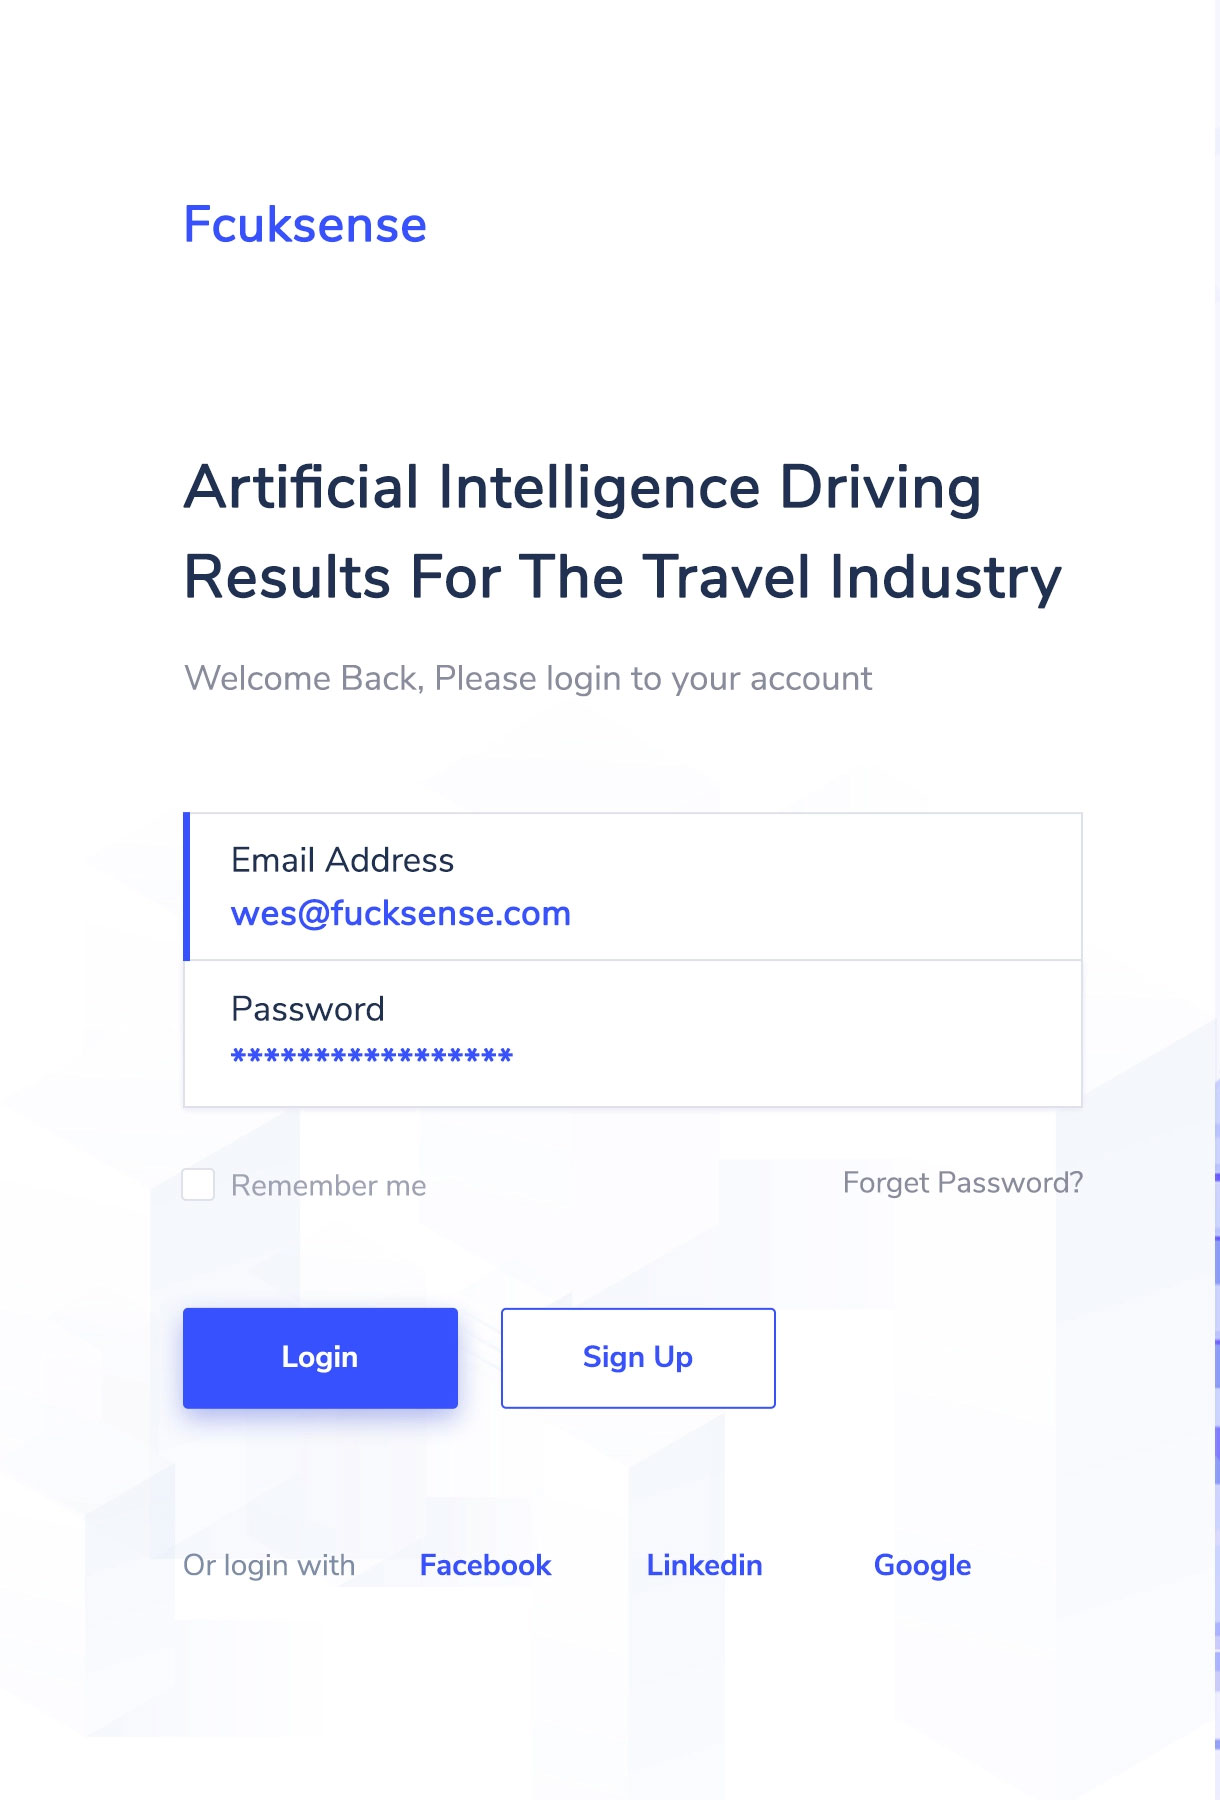 Fcuksense
Artificial Intelligence Driving
Results For The Travel Industry
Welcome Back, Please login to your account
Email Address
wes@fucksense.com
Password
*****************
Remember me
Forget Password?
Login
Sign Up
Or login with
Facebook
Linkedin
Google